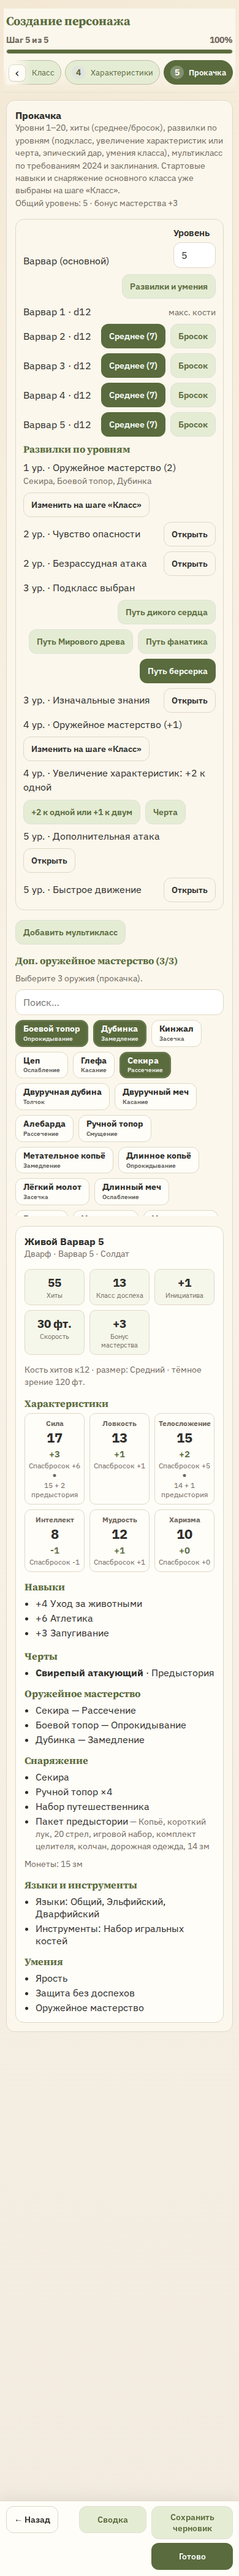 Создание персонажа
Шаг 5 из 5 100%
‹ Класс 4 Характеристики 5 Прокачка
Прокачка
Уровни 1–20, хиты (среднее/бросок), развилки по
уровням (подкласс, увеличение характеристик или
черта, эпический дар, умения класса), мультикласс
по требованиям 2024 и заклинания. Стартовые
навыки и снаряжение основного класса уже
выбраны на шаге «Класс».
Общий уровень: 5 · бонус мастерства +3
Уровень
Варвар (основной) 5
Развилки и умения
Варвар 1 · d12 макс. кости
Варвар 2 · d12 Среднее (7) Бросок
Варвар 3 · d12 Среднее (7) Бросок
Варвар 4 · d12 Среднее (7) Бросок
Варвар 5 · d12 Среднее (7) Бросок
Развилки по уровням
1 ур. · Оружейное мастерство (2)
Секира, Боевой топор, Дубинка
Изменить на шаге «Класс»
2 ур. · Чувство опасности Открыть
2 ур. · Безрассудная атака Открыть
3 ур. · Подкласс выбран
Путь дикого сердца
Путь Мирового древа Путь фанатика
Путь берсерка
3 ур. · Изначальные знания Открыть
4 ур. · Оружейное мастерство (+1)
Изменить на шаге «Класс»
4 ур. · Увеличение характеристик: +2 к
одной
+2 к одной или +1 к двум Черта
5 ур. · Дополнительная атака
Открыть
5 ур. · Быстрое движение Открыть
Добавить мультикласс
Доп. оружейное мастерство (3/3)
Выберите 3 оружия (прокачка).
Поиск...
Боевой топор Дубинка Кинжал
Опрокидывание Замедление Засечка
Цеп Глефа Секира
Ослабление Касание Рассечение
Двуручная дубина Двуручный меч
Толчок Касание
Алебарда Ручной топор
Рассечение Смущение
Метательное копьё Длинное копьё
Замедление Опрокидывание
Лёгкий молот Длинный меч
Засечка Ослабление
Живой Варвар 5
Дварф · Варвар 5 · Солдат
55 13 +1
Хиты Класс доспеха Инициатива
30 фт. +3
Скорость Бонус
мастерства
Кость хитов к12 · размер: Средний · тёмное
зрение 120 фт.
Характеристики
Сила Ловкость Телосложение
17 13 15
+3 +1 +2
Спасбросок +6 Спасбросок +1 Спасбросок +5
● ●
15 + 2 14 + 1
предыстория предыстория
Интеллект Мудрость Харизма
8 12 10
-1 +1 +0
Спасбросок -1 Спасбросок +1 Спасбросок +0
Навыки
• +4 Уход за животными
• +6 Атлетика
• +3 Запугивание
Черты
• Свирепый атакующий · Предыстория
Оружейное мастерство
• Секира — Рассечение
• Боевой топор — Опрокидывание
• Дубинка — Замедление
Снаряжение
• Секира
• Ручной топор ×4
• Набор путешественника
• Пакет предыстории — Копьё, короткий
лук, 20 стрел, игровой набор, комплект
целителя, колчан, дорожная одежда, 14 зм
Монеты: 15 зм
Языки и инструменты
• Языки: Общий, Эльфийский,
Дварфийский
• Инструменты: Набор игральных
костей
Умения
• Ярость
• Защита без доспехов
• Оружейное мастерство
← Назад Сводка Сохранить
черновик
Готово